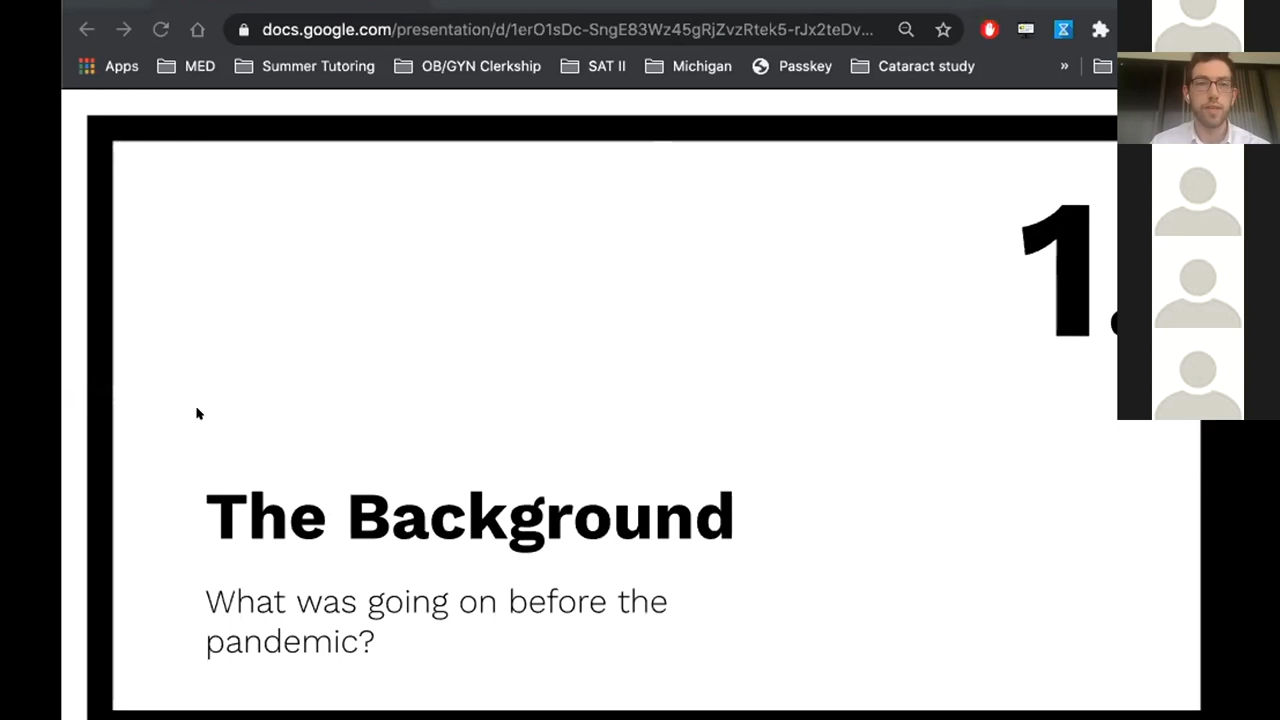 docs.google.com/presentation/d/1erO1sDc-SngE83Wz45gRjZvzRtek5-rJx2teDv...
Apps MED Summer Tutoring OB/GYN Clerkship SAT II Michigan Passkey Cataract study »
1.
The Background
What was going on before the
pandemic?